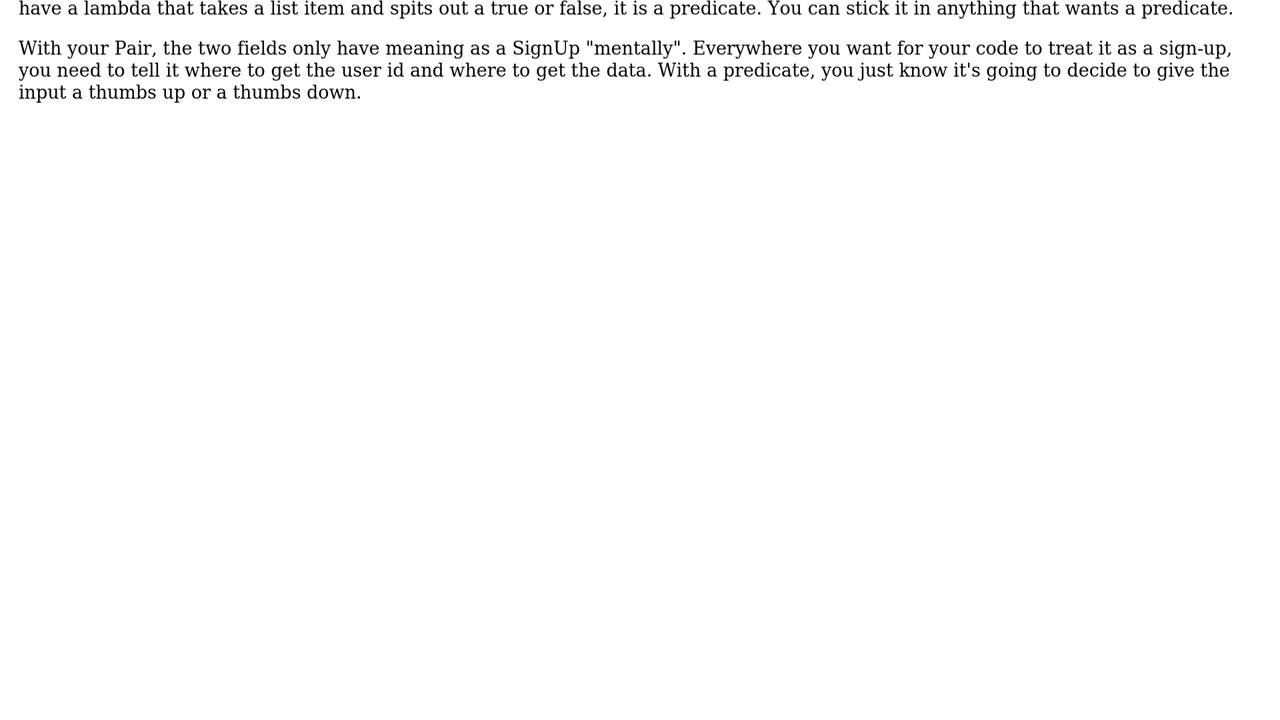 have a lambda that takes a list item and spits out a true or false, it is a predicate. You can stick it in anything that wants a predicate.
With your Pair, the two fields only have meaning as a SignUp "mentally". Everywhere you want for your code to treat it as a sign-up,
you need to tell it where to get the user id and where to get the data. With a predicate, you just know it's going to decide to give the
input a thumbs up or a thumbs down.